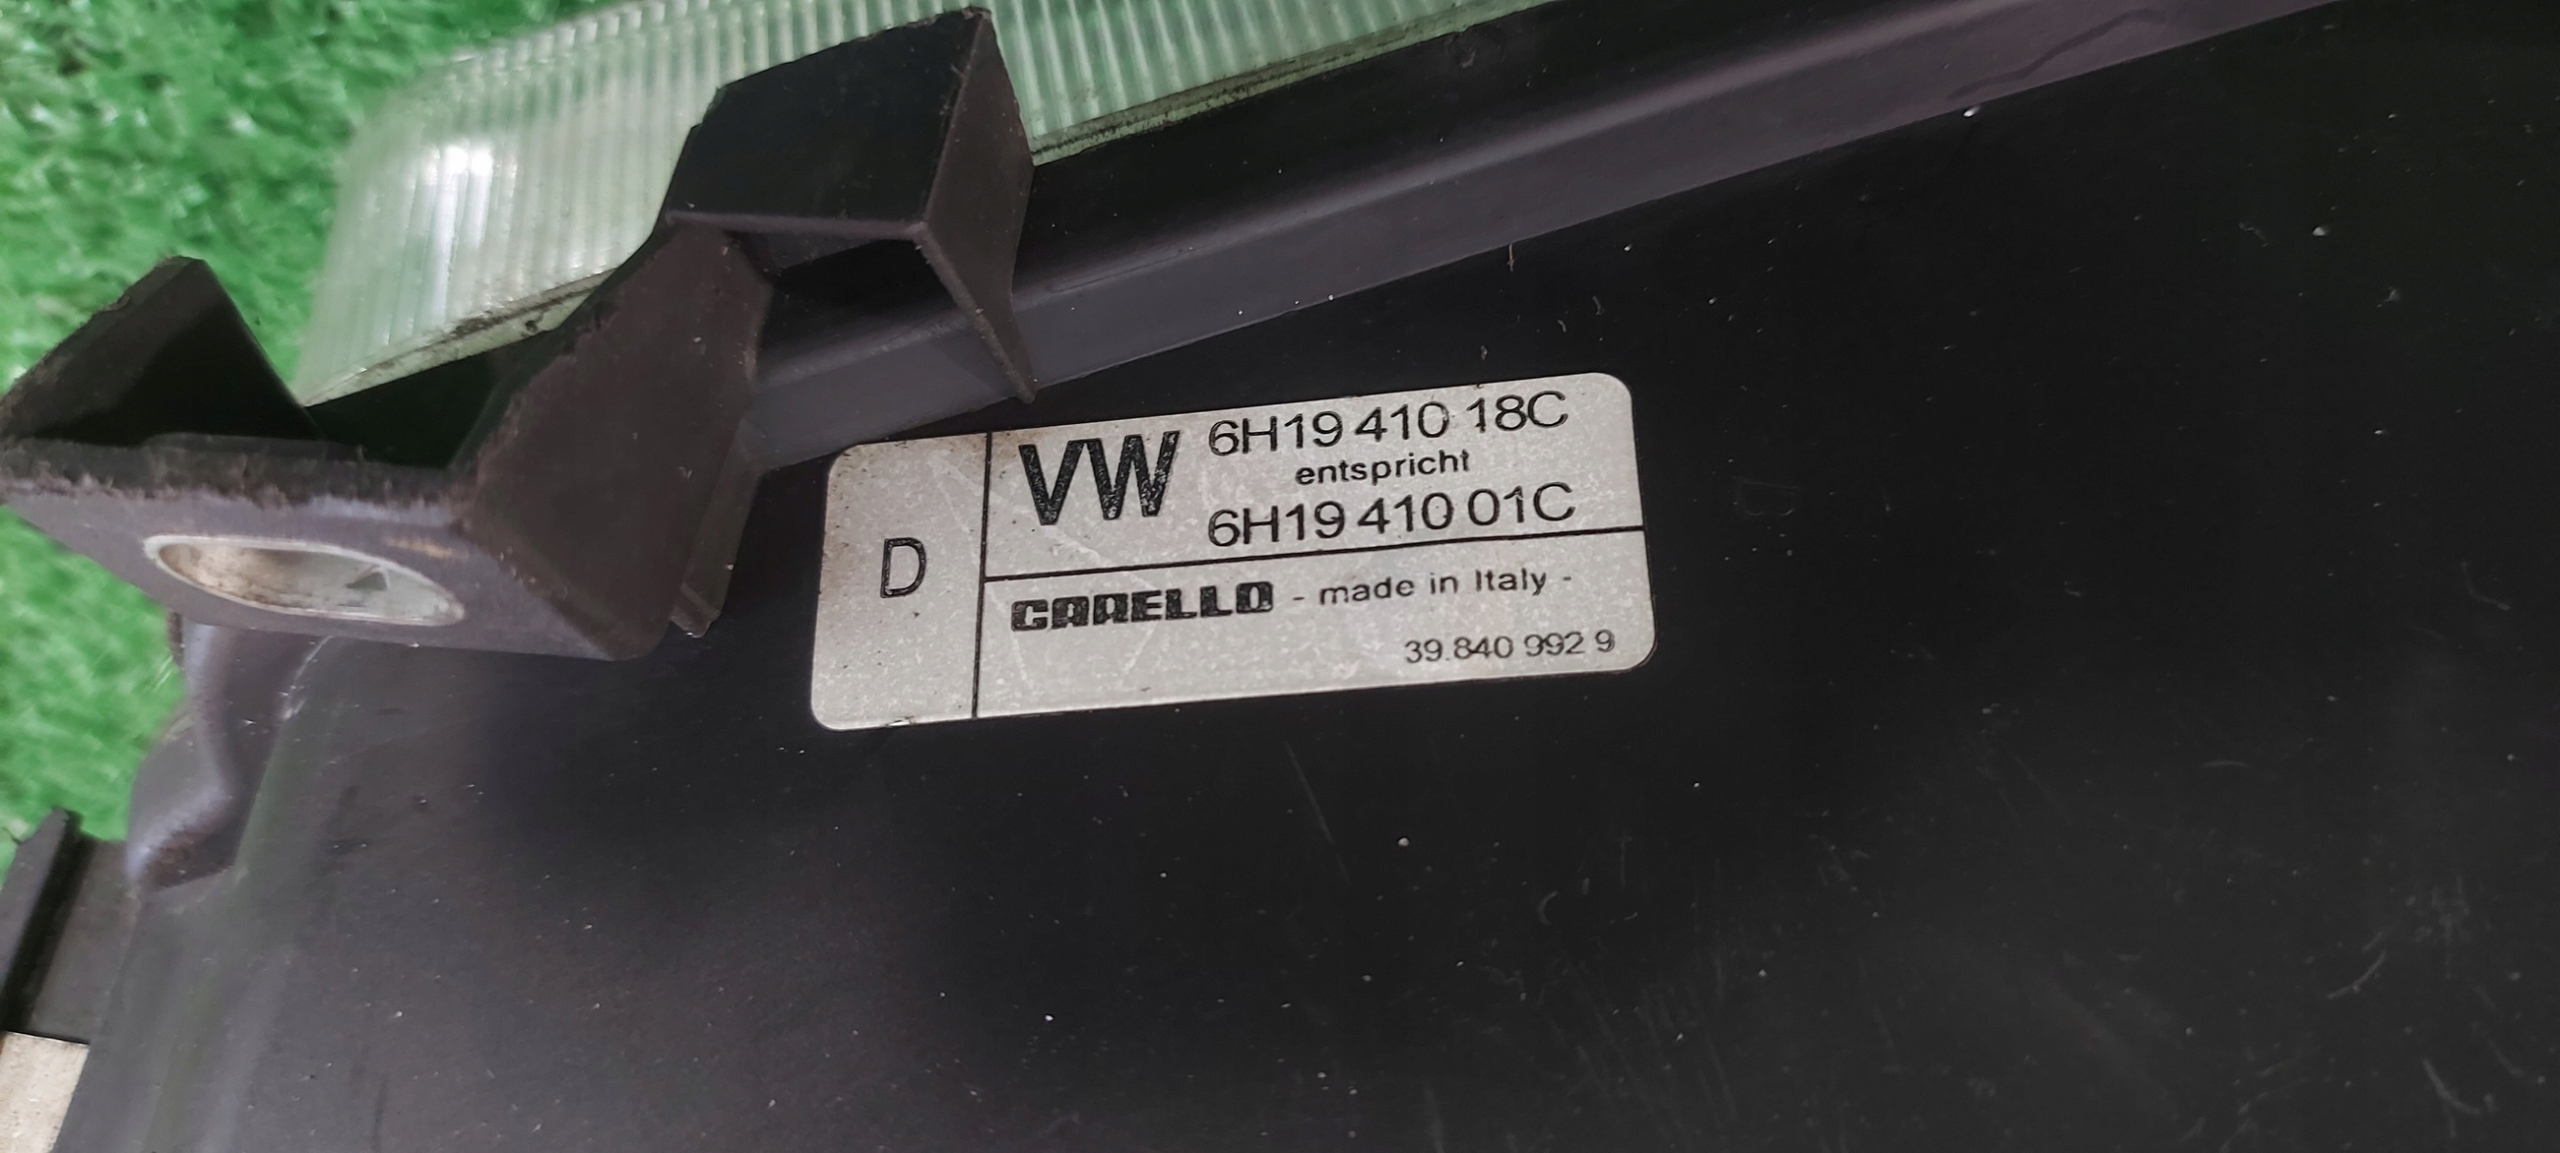 D
VW
6H19 410 18C
entspricht
6H19 410 01C
CARELLO - made in Italy -
39.840 992 9